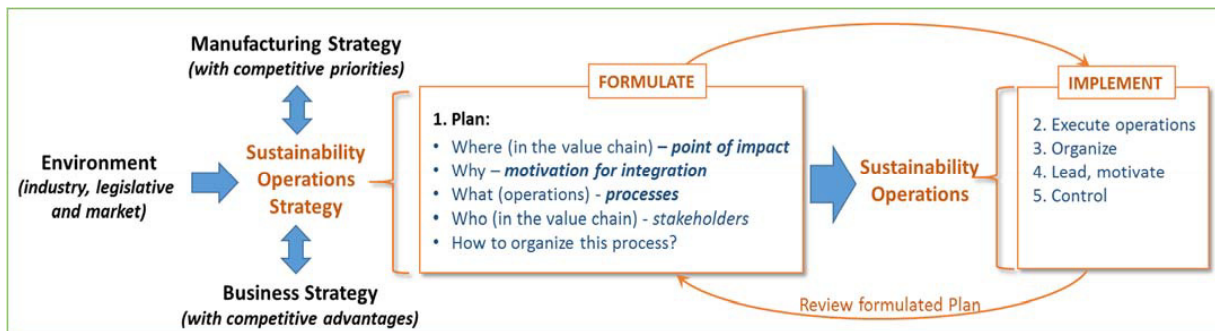 Manufacturing Strategy
(with competitive priorities)
Environment
(industry, legislative
and market)
Sustainability
Operations
Strategy
Business Strategy
(with competitive advantages)
FORMULATE
1. Plan:
• Where (in the value chain) – point of impact
• Why – motivation for integration
• What (operations) - processes
• Who (in the value chain) - stakeholders
• How to organize this process?
Sustainability
Operations
IMPLEMENT
2. Execute operations
3. Organize
4. Lead, motivate
5. Control
Review formulated Plan